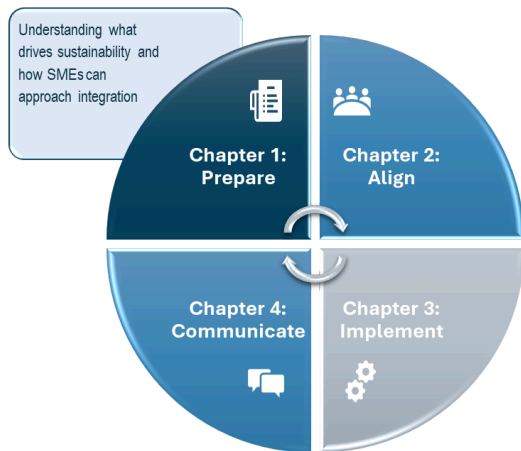 Understanding what
drives sustainability and
how SMEs can
approach integration
Chapter 1:
Prepare
Chapter 2:
Align
Chapter 4:
Communicate
Chapter 3:
Implement